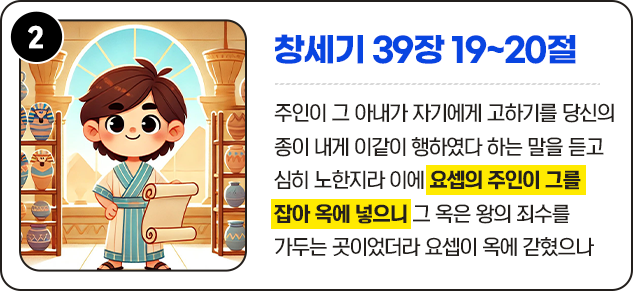 2
창세기 39장 19~20절
주인이 그 아내가 자기에게 고하기를 당신의
종이 내게 이같이 행하였다 하는 말을 듣고
심히 노한지라 이에 요셉의 주인이 그를
잡아 옥에 넣으니 그 옥은 왕의 죄수를
가두는 곳이었더라 요셉이 옥에 갇혔으나